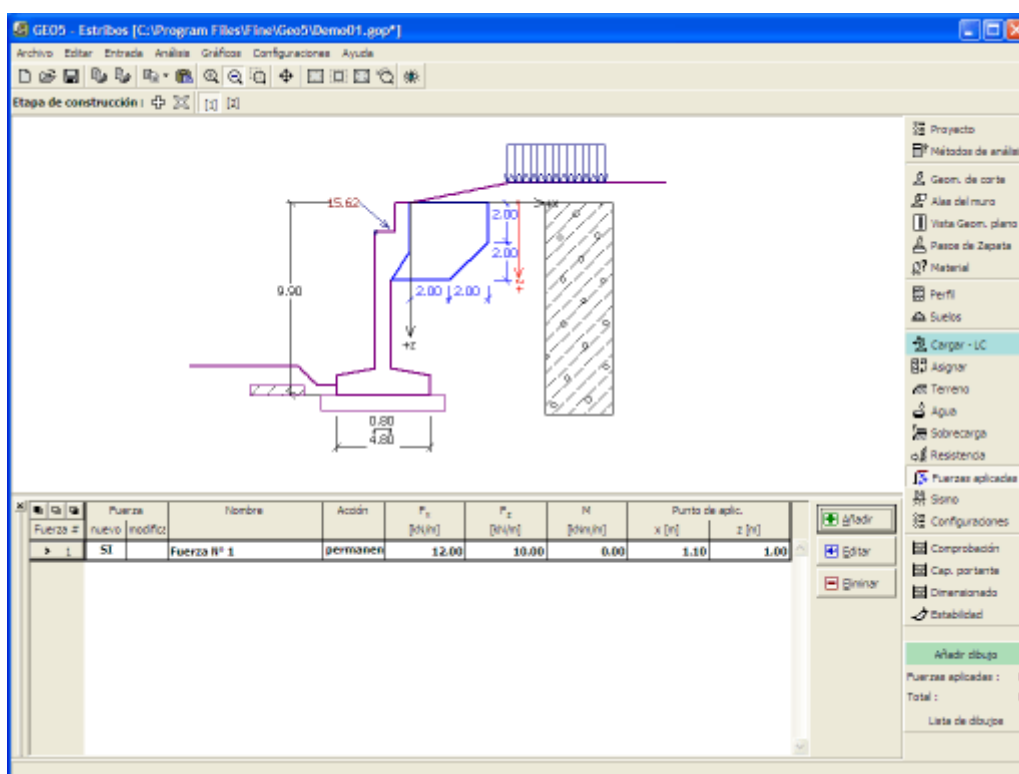 GEO5 - Estribos [C:\Program Files\Fine\Geo5\Demo01.gop*]
Archivo Editar Entrada Análisis Gráficos Configuraciones Ayuda
Etapa de construcción : [1] [2]
15.62
+x
2.00
2.00
9.90
2.00 2.00
+z
+z
0.80
4.80
Proyecto
Métodos de anális
Geom. de corte
Alas del muro
Vista Geom. plano
Pasos de Zapata
Material
Perfil
Suelos
Cargar - LC
Asignar
Terreno
Agua
Sobrecarga
Resistencia
Fuerzas aplicadas
Sismo
Configuraciones
Comprobación
Cap. portante
Dimensionado
Estabilidad
Añadir dibujo
Fuerzas aplicadas :
Total :
Lista de dibujos
Fuerza Nombre Acción Fx Fz M Punto de aplic.
Fuerza # nuevo modifica [kN/m] [kN/m] [kNm/m] x [m] z [m]
> 1 SI Fuerza Nº 1 permanen 12.00 10.00 0.00 1.10 1.00
Añadir
Editar
Eliminar